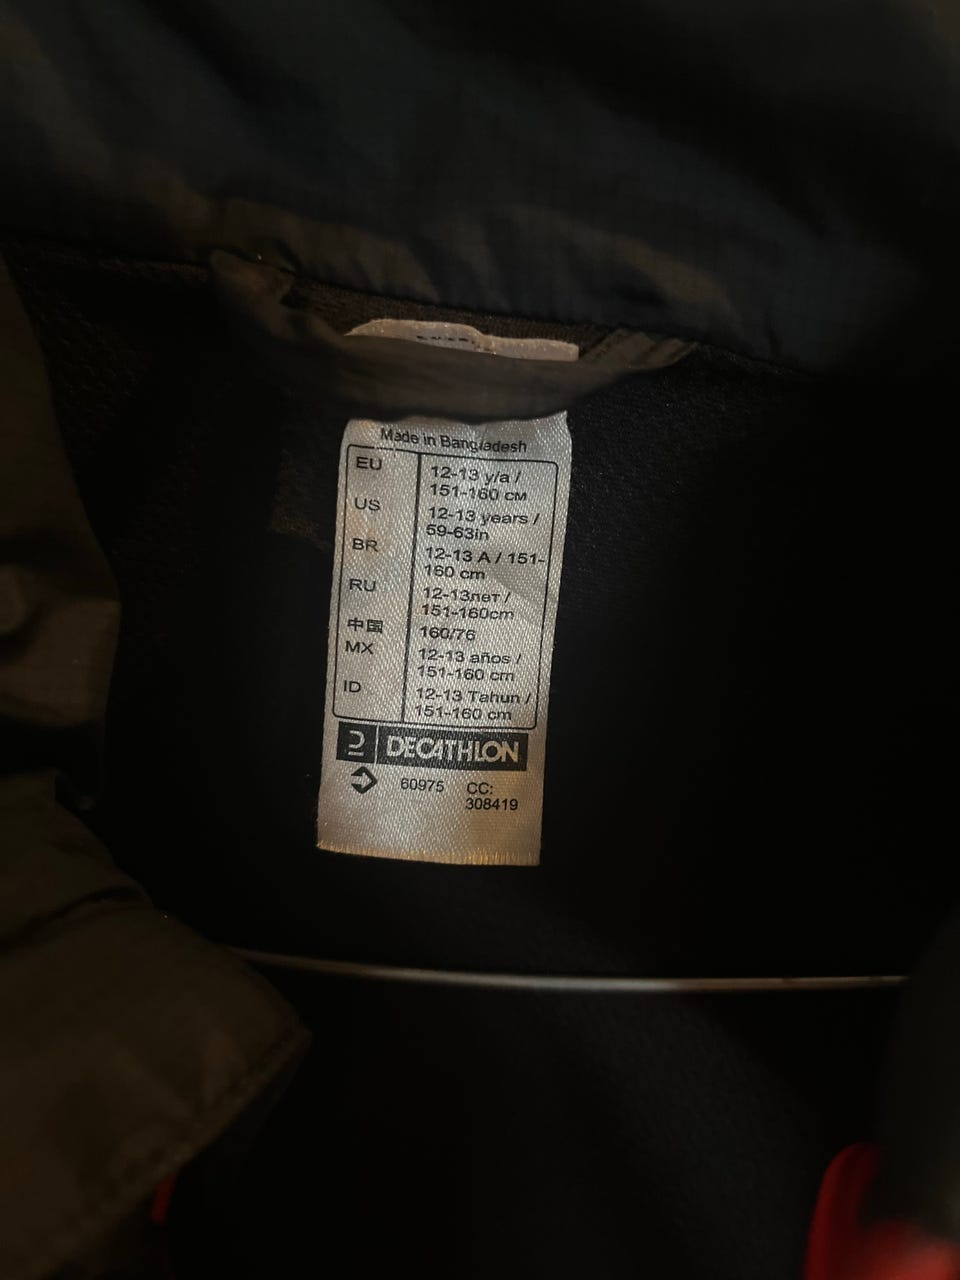 Made in Bangladesh
EU 12-13 y/a /
151-160 см
US 12-13 years /
59-63in
BR 12-13 A / 151-
160 cm
RU 12-13лет /
151-160cm
中国 160/76
MX 12-13 años /
151-160 cm
ID 12-13 Tahun /
151-160 cm
DECATHLON
60975 CC:
308419